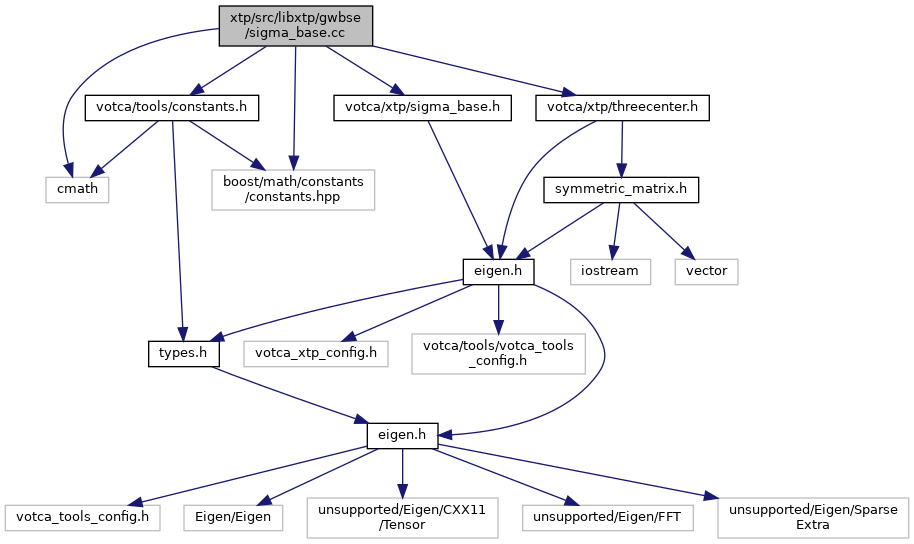 xtp/src/libxtp/gwbse
/sigma_base.cc
votca/tools/constants.h
votca/xtp/sigma_base.h
votca/xtp/threecenter.h
cmath
boost/math/constants
/constants.hpp
symmetric_matrix.h
eigen.h
iostream
vector
types.h
votca_xtp_config.h
votca/tools/votca_tools
_config.h
eigen.h
votca_tools_config.h
Eigen/Eigen
unsupported/Eigen/CXX11
/Tensor
unsupported/Eigen/FFT
unsupported/Eigen/Sparse
Extra